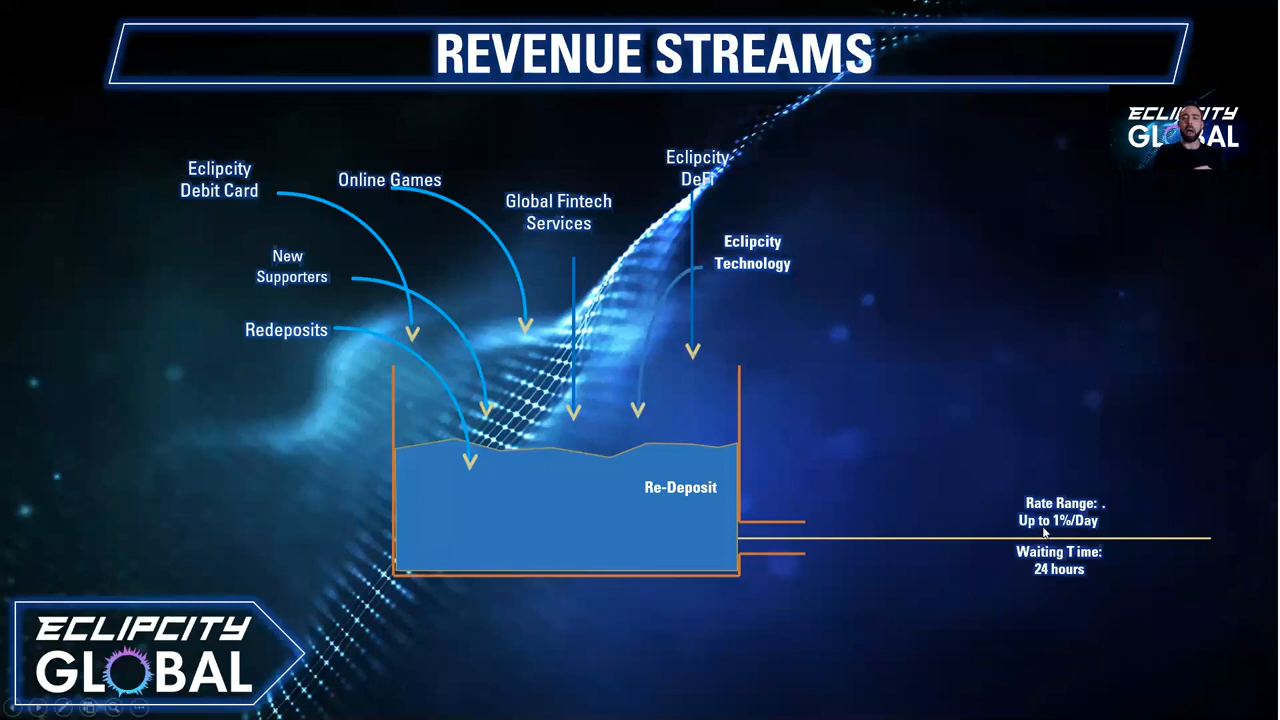 REVENUE STREAMS
ECLIPCITY
GLOBAL
Eclipcity
Debit Card
Online Games
Global Fintech
Services
Eclipcity
DeFi
Eclipcity
Technology
New
Supporters
Redeposits
Re-Deposit
Rate Range: .
Up to 1%/Day
Waiting Time:
24 hours
ECLIPCITY
GLOBAL